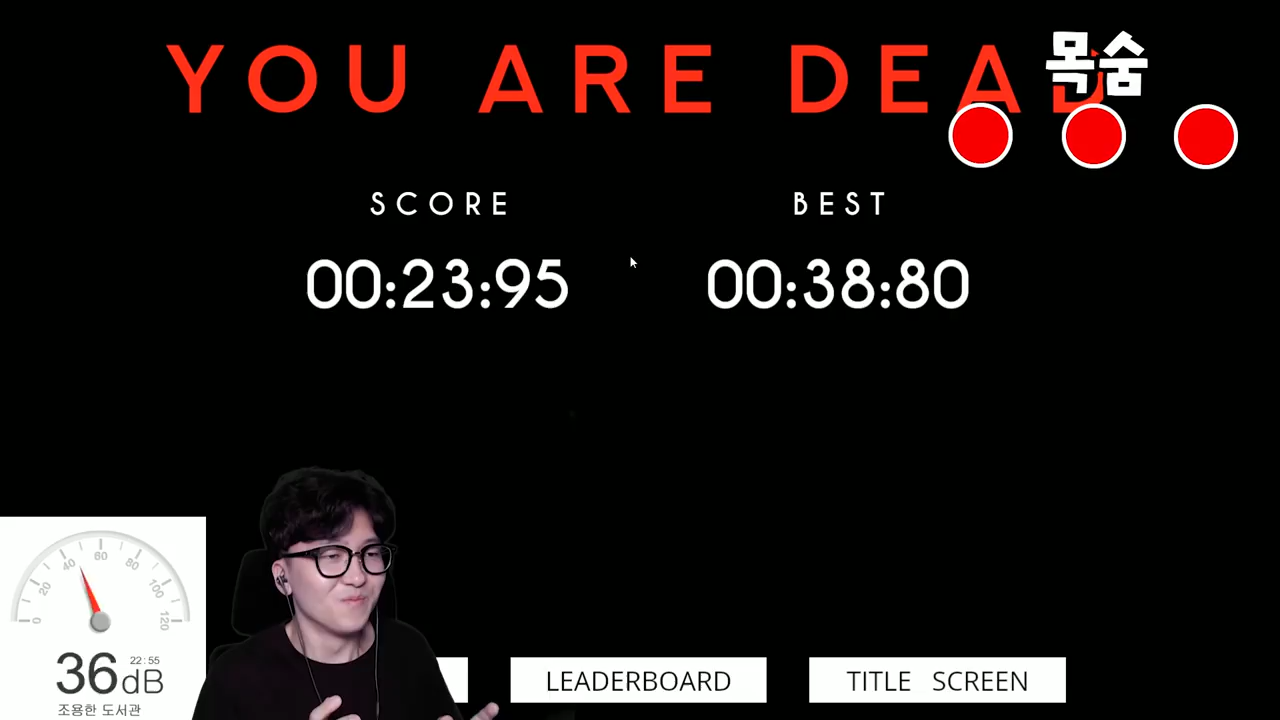 YOU ARE DEAD
목숨
SCORE
BEST
00:23:95
00:38:80
0 20 40 60 80 100 120
22:55
36dB
조용한 도서관
LEADERBOARD
TITLE SCREEN